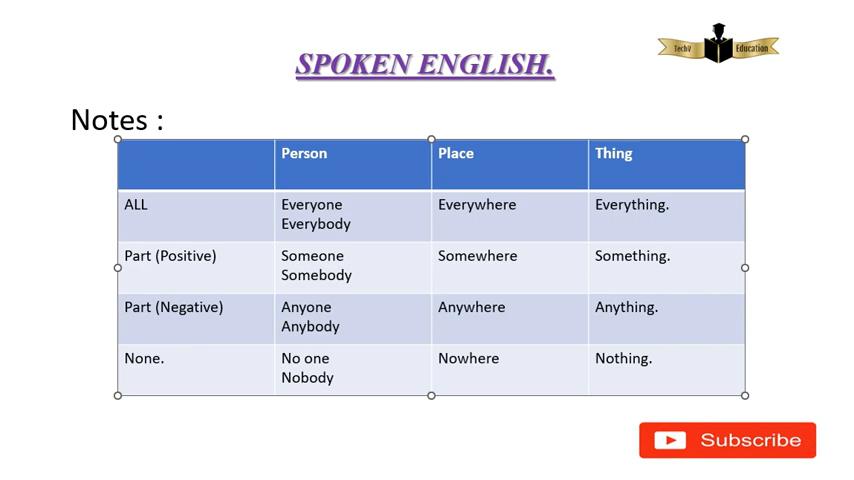 TechV Education
SPOKEN ENGLISH.
Notes :
Person Place Thing
ALL Everyone Everywhere Everything.
Everybody
Part (Positive) Someone Somewhere Something.
Somebody
Part (Negative) Anyone Anywhere Anything.
Anybody
None. No one Nowhere Nothing.
Nobody
Subscribe